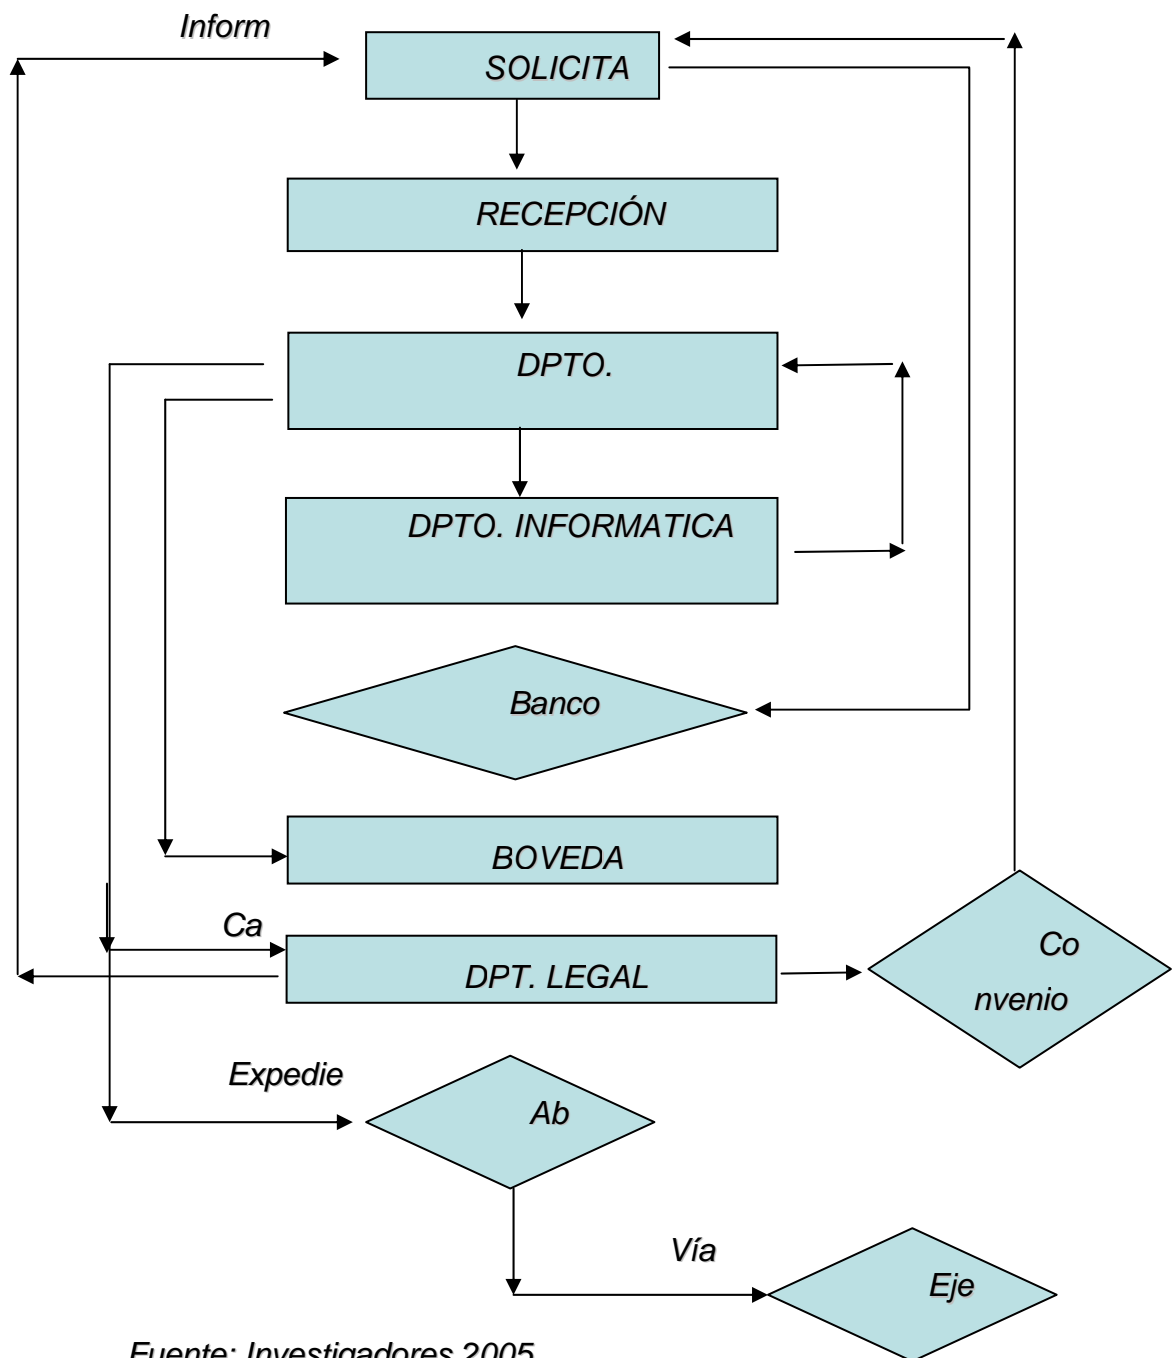 Inform
SOLICITA
RECEPCIÓN
DPTO.
DPTO. INFORMATICA
Banco
BOVEDA
Ca
DPT. LEGAL
Co
nvenio
Expedie
Ab
Vía
Eje
Fuente: Investigadores 2005